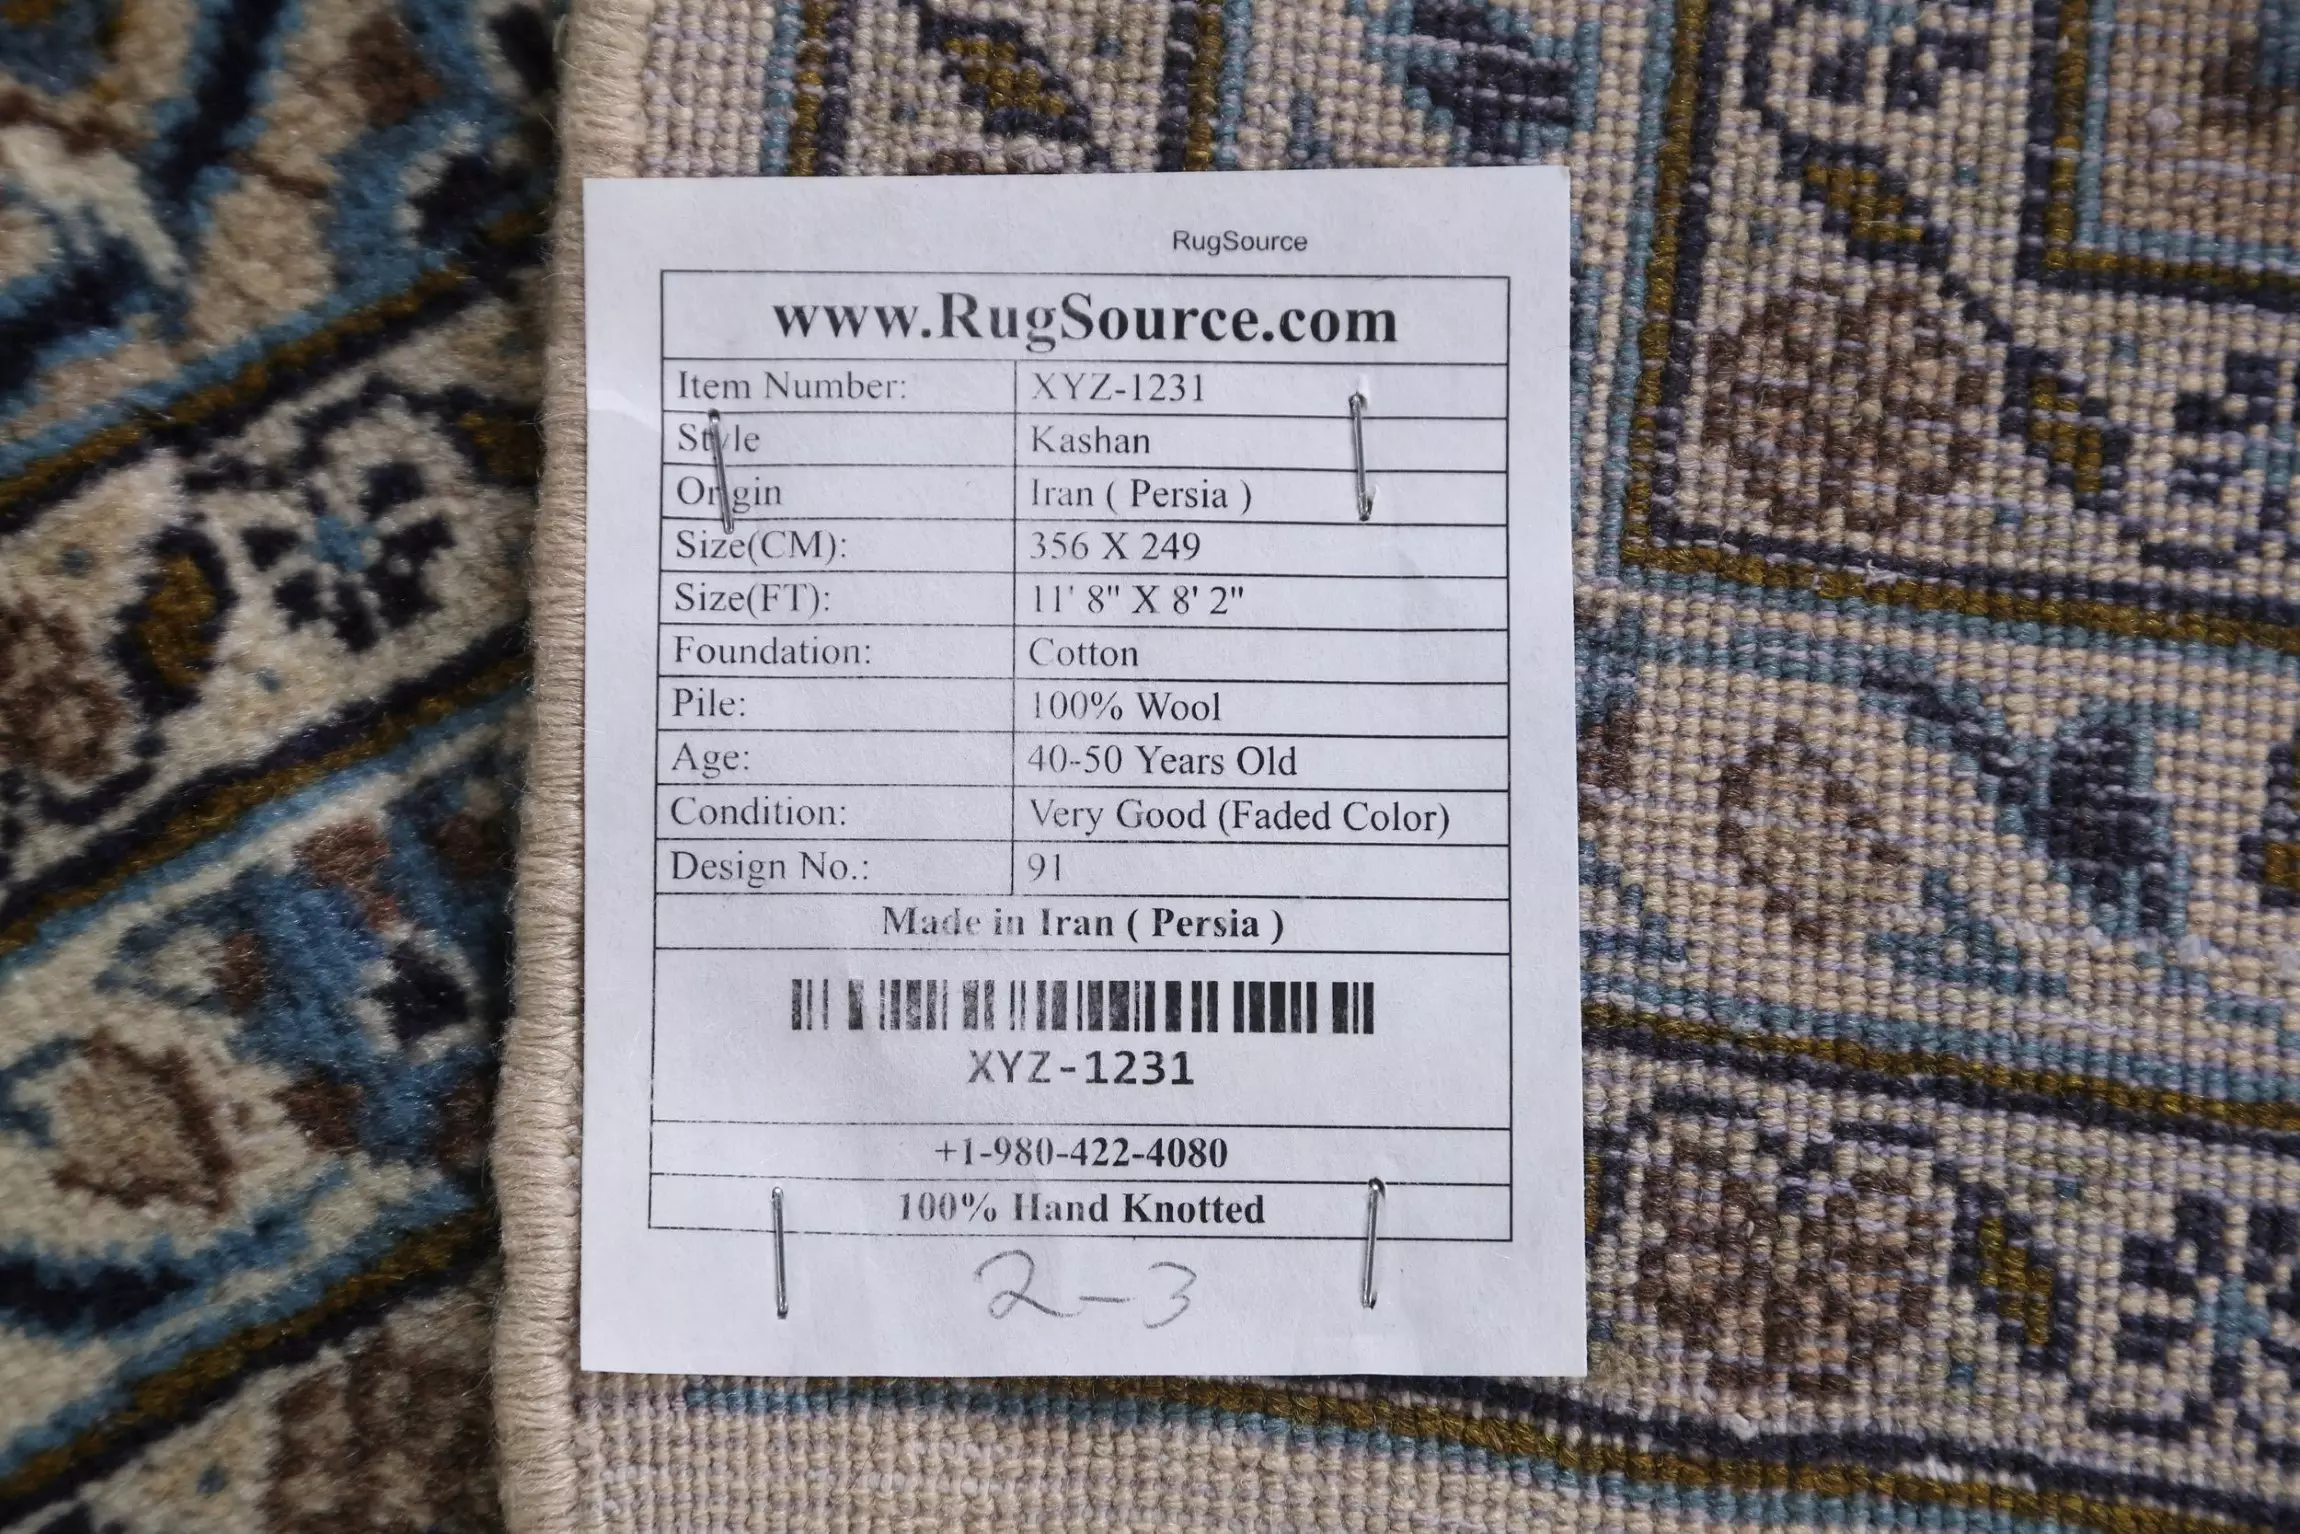 RugSource
www.RugSource.com
Item Number: XYZ-1231
Style Kashan
Origin Iran ( Persia )
Size(CM): 356 X 249
Size(FT): 11' 8" X 8' 2"
Foundation: Cotton
Pile: 100% Wool
Age: 40-50 Years Old
Condition: Very Good (Faded Color)
Design No.: 91
Made in Iran ( Persia )
XYZ-1231
+1-980-422-4080
100% Hand Knotted
2-3